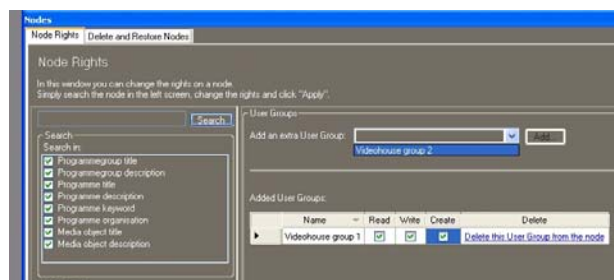 Nodes
Node Rights Delete and Restore Nodes
Node Rights
In this window you can change the rights on a node.
Simply search the node in the left screen, change the rights and click "Apply".
Search
Search
Search in:
Programmegroup title
Programmegroup description
Programme title
Programme description
Programme keyword
Programme organisation
Media object title
Media object description
User Groups
Add an extra User Group: Add...
Videohouse group 2
Added User Groups:
Name Read Write Create Delete
Videohouse group 1 Delete this User Group from the node